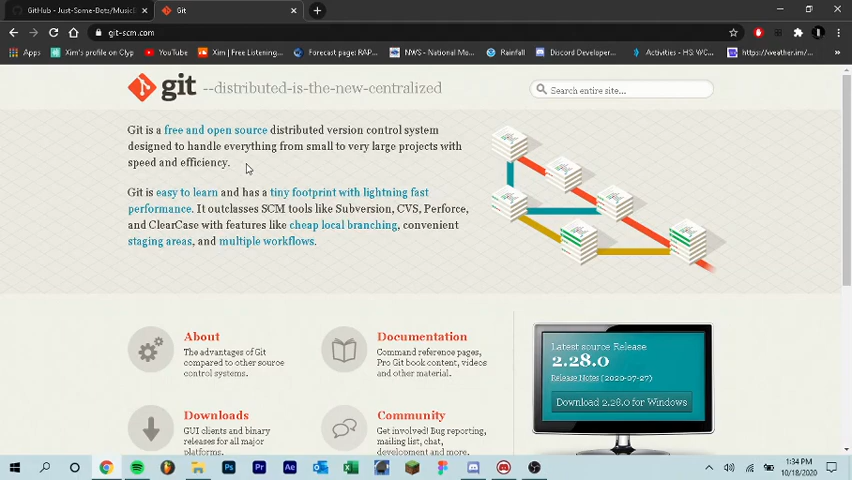 GitHub - Just-Some-Bots/MusicB
Git
git-scm.com
Apps
Xim's profile on Clyp
YouTube
Xim | Free Listening...
Forecast page: RAP...
NWS - National Mo...
Rainfall
Discord Developer...
Activities - HS: WC...
https://weather.im/...
git --distributed-is-the-new-centralized
Search entire site...
Git is a free and open source distributed version control system
designed to handle everything from small to very large projects with
speed and efficiency.
Git is easy to learn and has a tiny footprint with lightning fast
performance. It outclasses SCM tools like Subversion, CVS, Perforce,
and ClearCase with features like cheap local branching, convenient
staging areas, and multiple workflows.
About
The advantages of Git
compared to other source
control systems.
Documentation
Command reference pages,
Pro Git book content, videos
and other material.
Downloads
GUI clients and binary
releases for all major
platforms.
Community
Get involved! Bug reporting,
mailing list, chat,
development and more.
Latest source Release
2.28.0
Release Notes (2020-07-27)
Download 2.28.0 for Windows
Ps
Pr
Ae
1:34 PM
10/18/2020